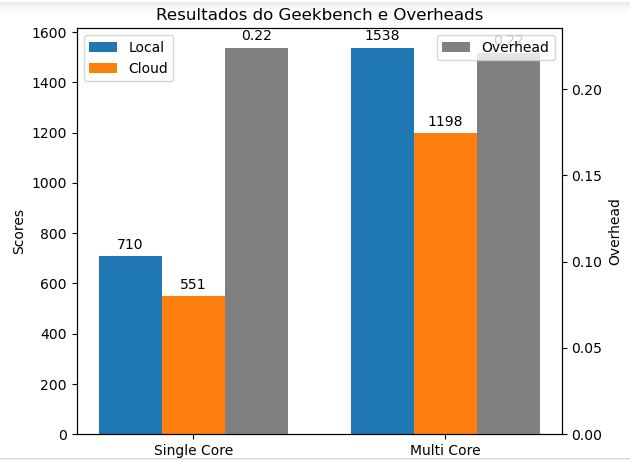 Resultados do Geekbench e Overheads
1600
1400
1200
1000
800
600
400
200
0
Scores
Local
Cloud
Overhead
710
551
0.22
1538
1198
0.22
0.20
0.15
0.10
0.05
0.00
Overhead
Single Core
Multi Core